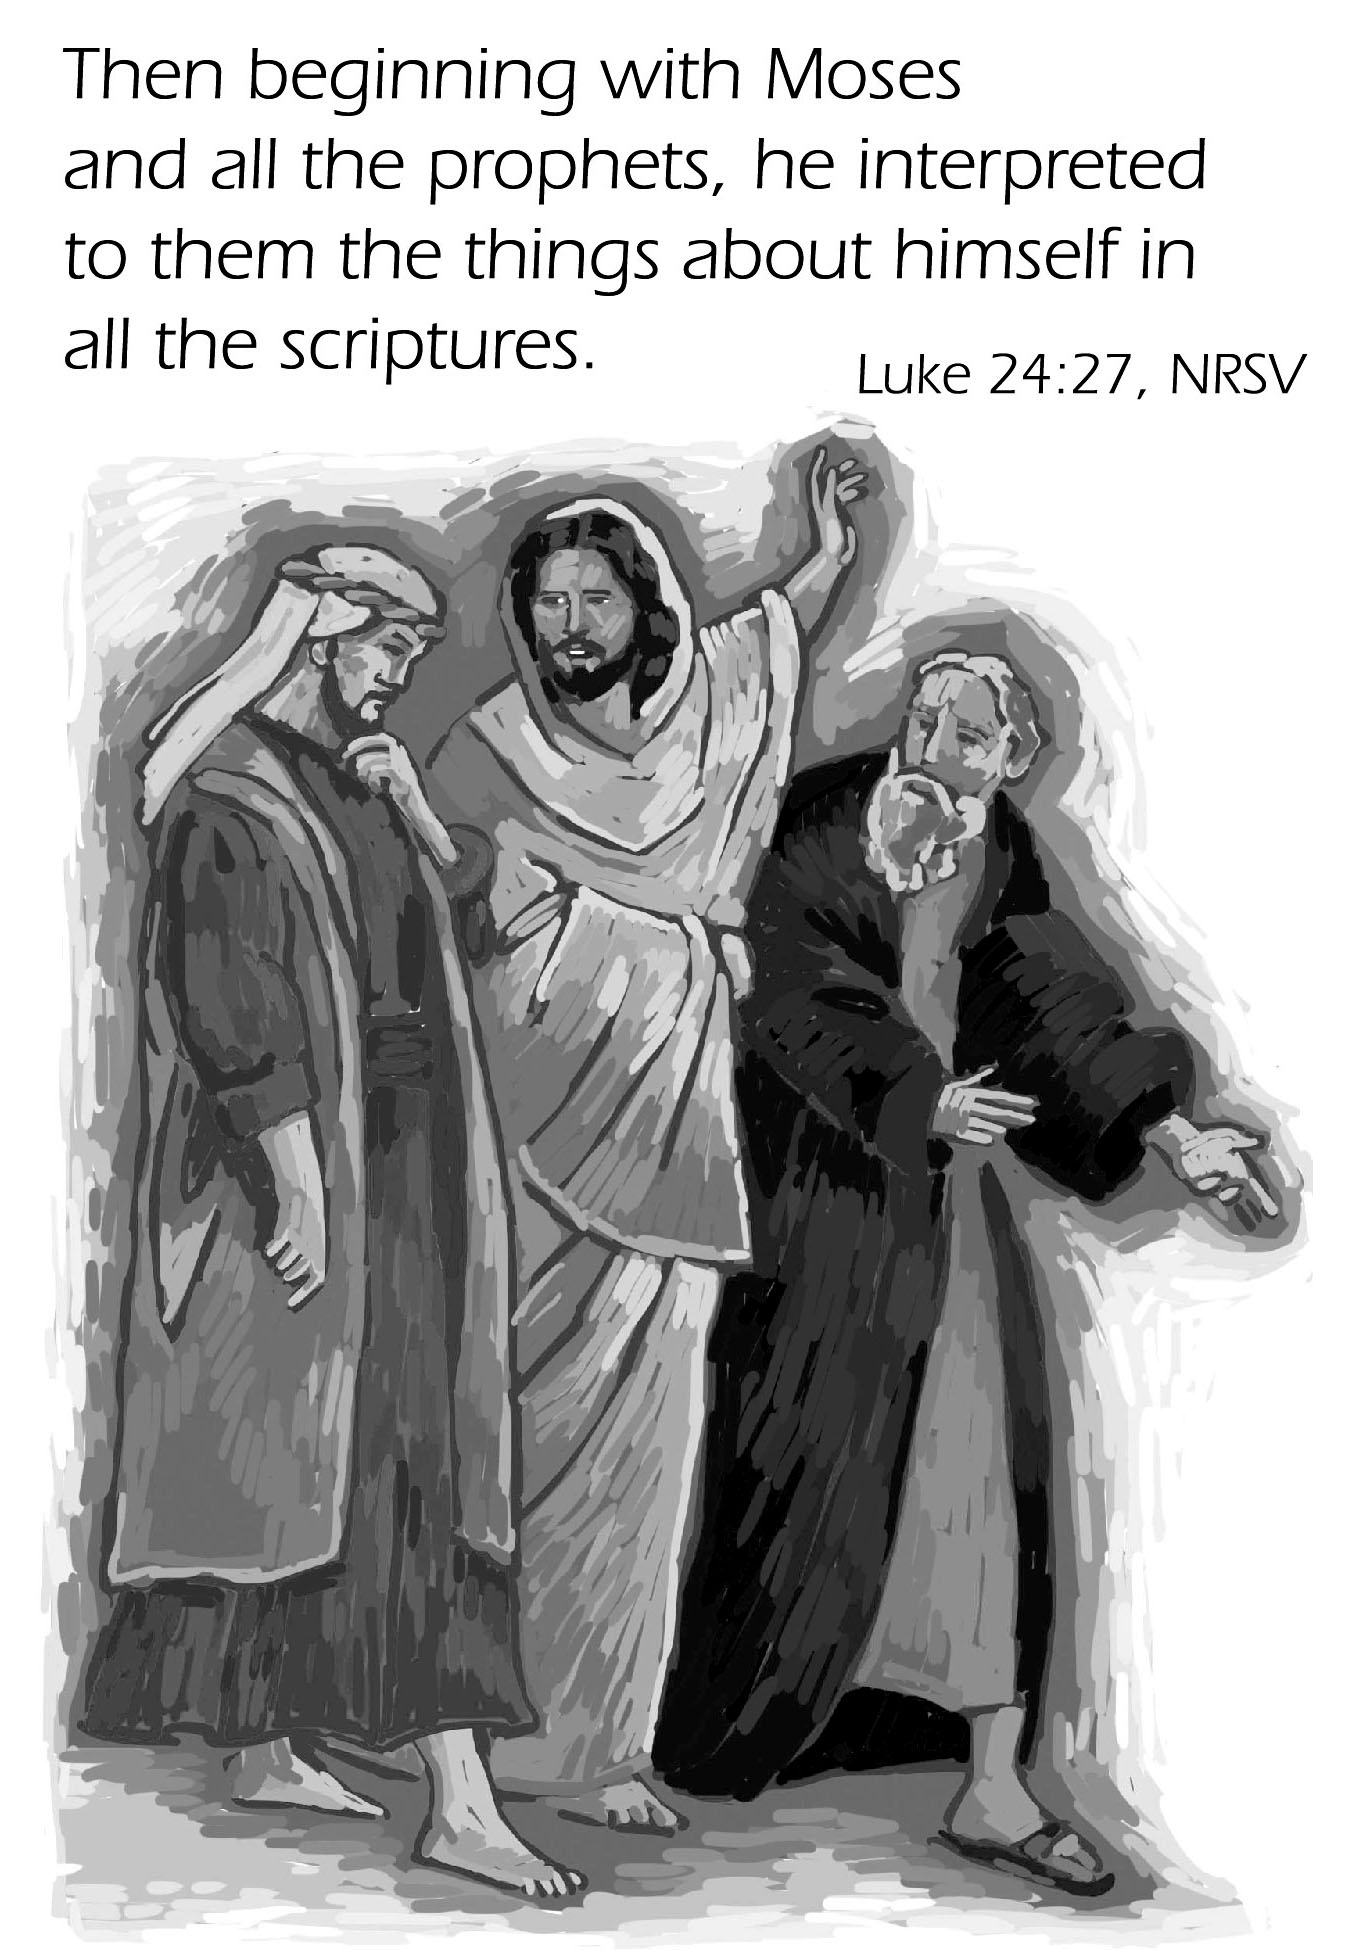 Then beginning with Moses
and all the prophets, he interpreted
to them the things about himself in
all the scriptures.
Luke 24:27, NRSV